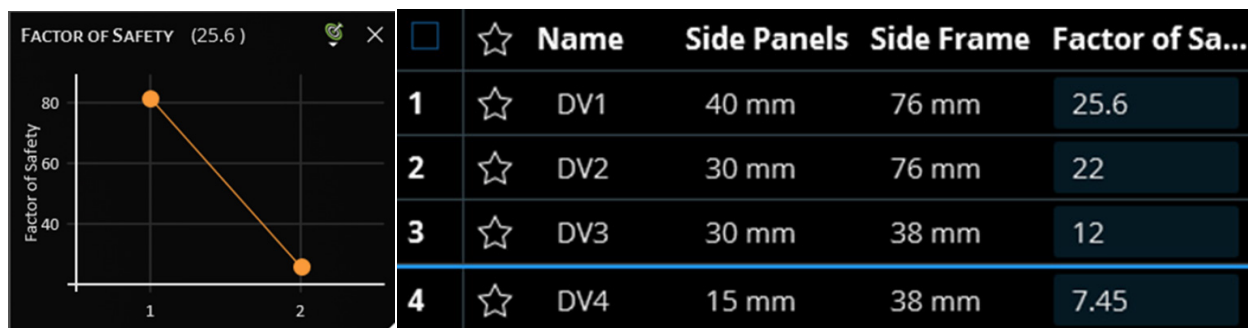 FACTOR OF SAFETY (25.6 )
80
60
40
Factor of Safety
1 2
Name Side Panels Side Frame Factor of Sa...
1 DV1 40 mm 76 mm 25.6
2 DV2 30 mm 76 mm 22
3 DV3 30 mm 38 mm 12
4 DV4 15 mm 38 mm 7.45